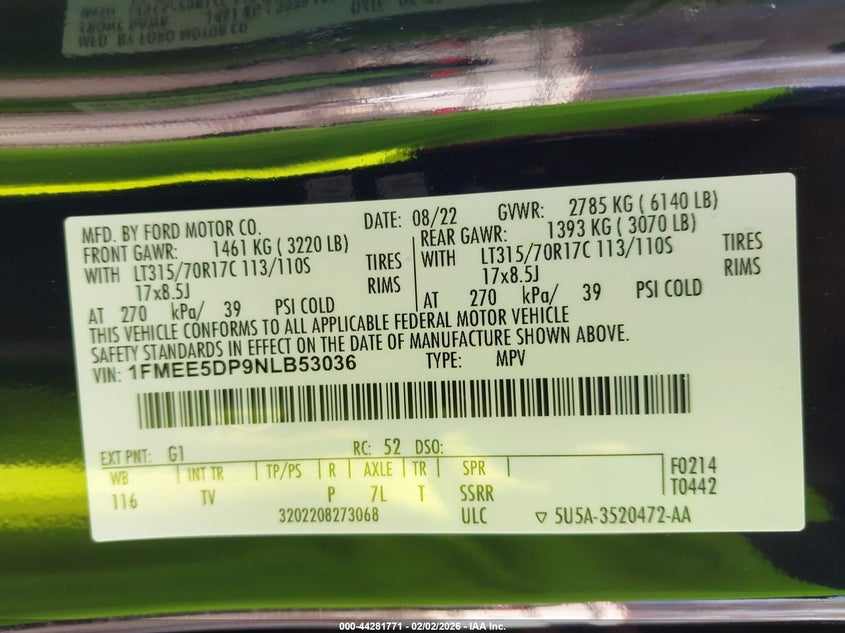 MFD. BY FORD MOTOR CO. DATE: 08/22 GVWR: 2785 KG ( 6140 LB)
FRONT GAWR: 1461 KG ( 3220 LB) REAR GAWR: 1393 KG ( 3070 LB)
WITH LT315/70R17C 113/110S TIRES WITH LT315/70R17C 113/110S TIRES
17x8.5J RIMS 17x8.5J RIMS
AT 270 kPa/ 39 PSI COLD AT 270 kPa/ 39 PSI COLD
THIS VEHICLE CONFORMS TO ALL APPLICABLE FEDERAL MOTOR VEHICLE
SAFETY STANDARDS IN EFFECT ON THE DATE OF MANUFACTURE SHOWN ABOVE.
VIN: 1FMEE5DP9NLB53036 TYPE: MPV
EXT PNT: G1 RC: 52 DSO:
WB INT TR TP/PS R AXLE TR SPR F0214
116 TV P 7L T SSRR T0442
3202208273068 ULC ▽ 5U5A-3520472-AA
000-44281771 - 02/02/2026 - IAA Inc.